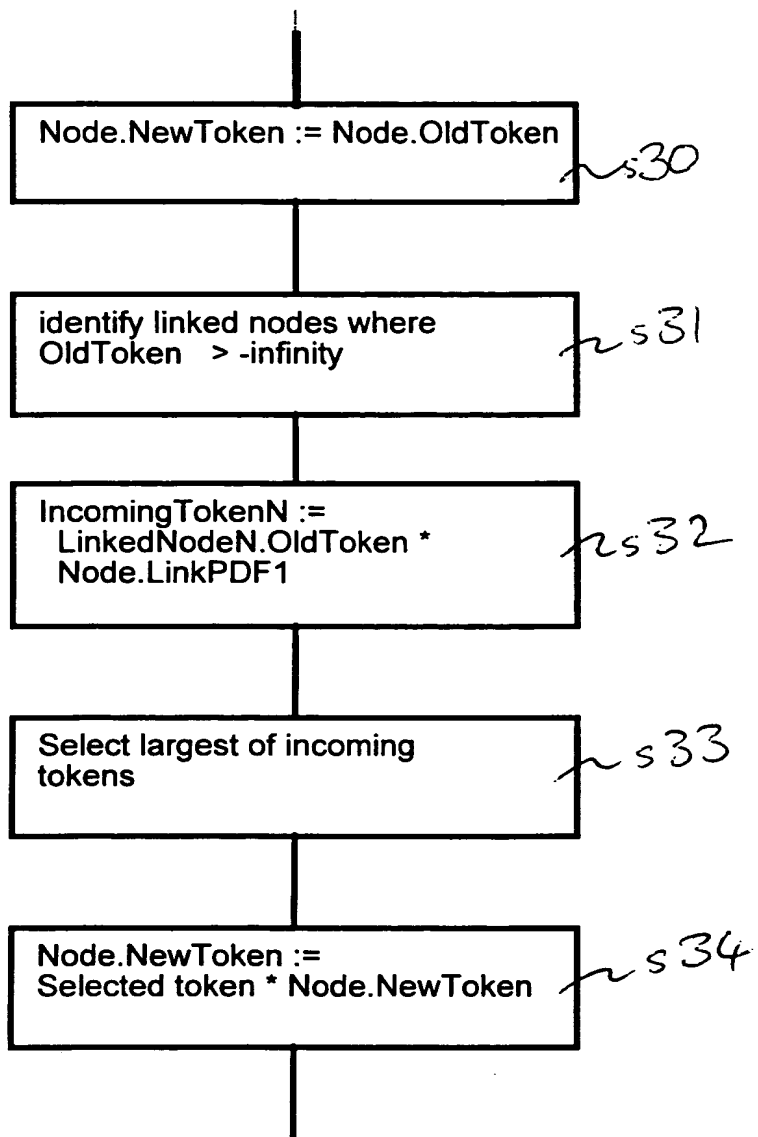 Node.NewToken := Node.OldToken
s30
identify linked nodes where
OldToken > -infinity
s31
IncomingTokenN :=
LinkedNodeN.OldToken *
Node.LinkPDF1
s32
Select largest of incoming
tokens
s33
Node.NewToken :=
Selected token * Node.NewToken
s34